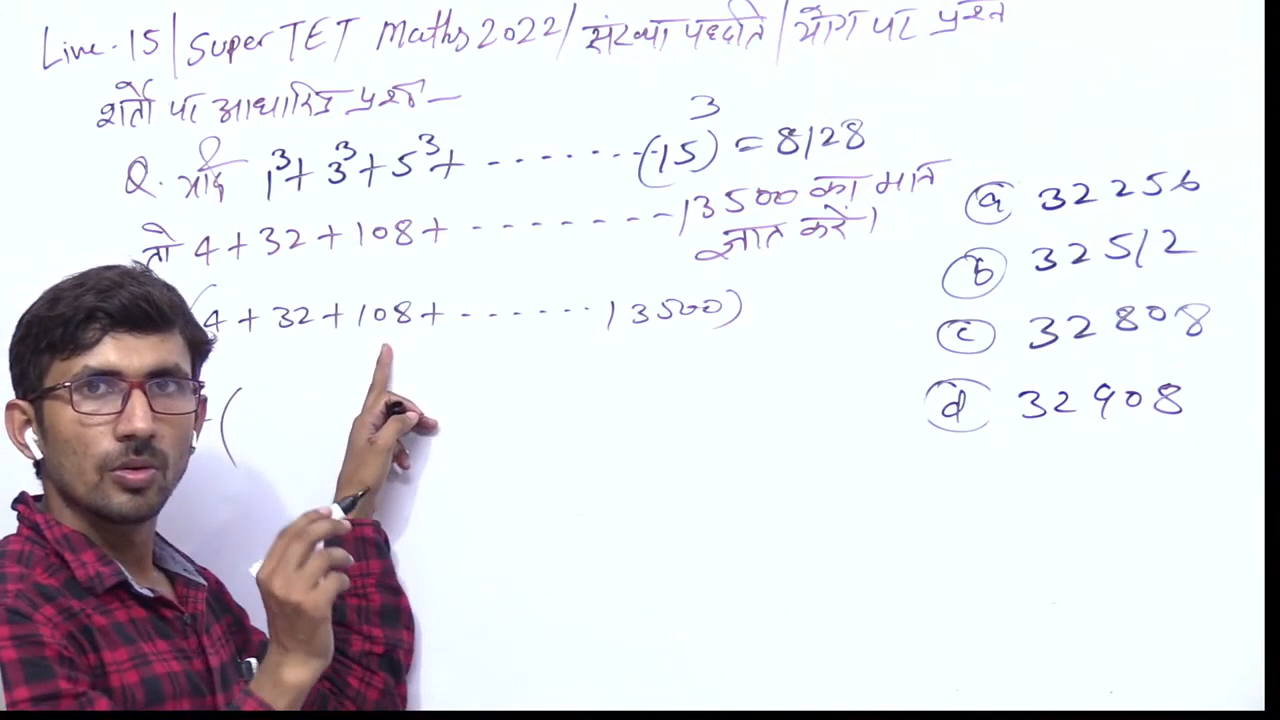 Live-15/Super TET Maths 2022/संख्या पद्धति/योग पर प्रश्न
शर्तो पर आधारित प्रश्न -
Q. यदि 1³+3³+5³+ ....... (15)³ = 8128
तो 4+32+108+ -------- 13500 का मान ज्ञात करें।
(4+32+108+ ...... 13500)
(
(a) 32256
(b) 32512
(c) 32808
(d) 32908